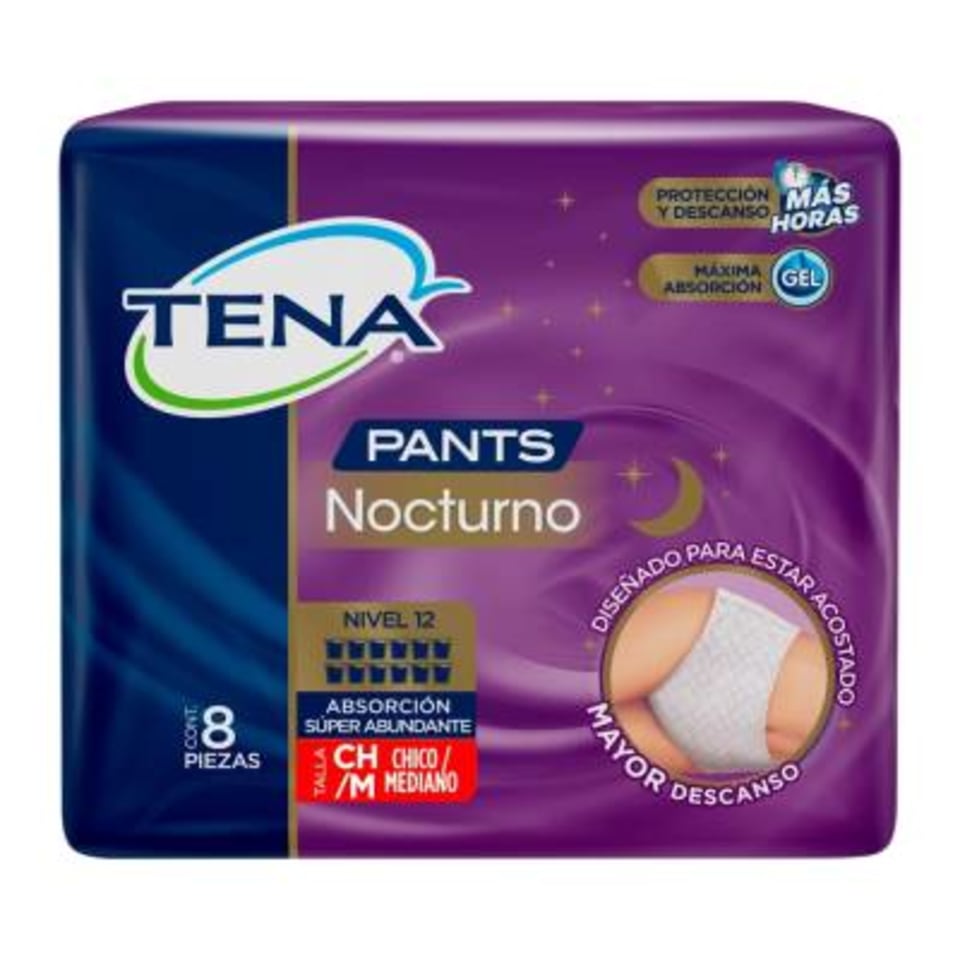 PROTECCIÓN
Y DESCANSO
MÁS
HORAS
MÁXIMA
ABSORCIÓN
GEL
TENA
PANTS
Nocturno
DISEÑADO PARA ESTAR ACOSTADO
MAYOR DESCANSO
NIVEL 12
ABSORCIÓN
SÚPER ABUNDANTE
TALLA
CH
/M
CHICO /
MEDIANO
CONT.
8
PIEZAS